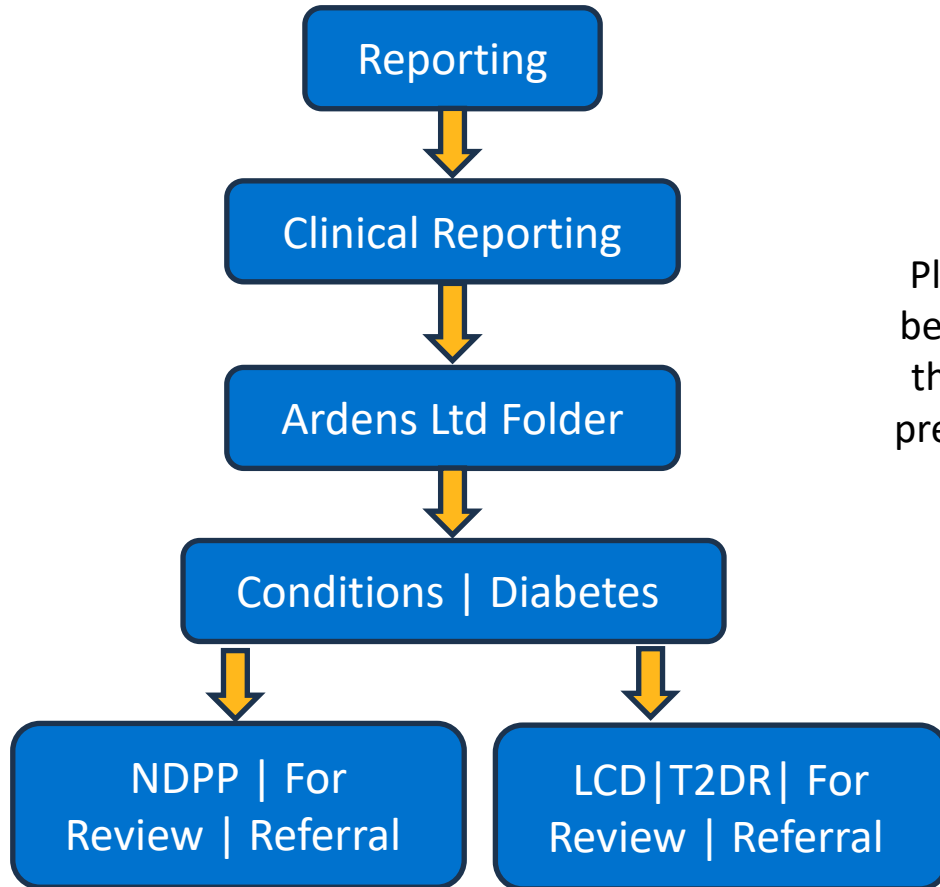 Reporting
Clinical Reporting
Ardens Ltd Folder
Conditions | Diabetes
NDPP | For
Review | Referral
LCD|T2DR| For
Review | Referral